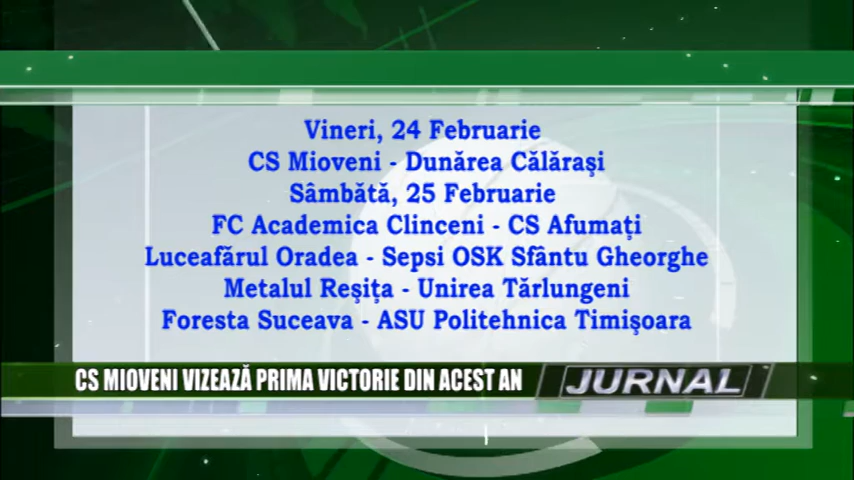 Vineri, 24 Februarie
CS Mioveni - Dunărea Călăraşi
Sâmbătă, 25 Februarie
FC Academica Clinceni - CS Afumaţi
Luceafărul Oradea - Sepsi OSK Sfântu Gheorghe
Metalul Reşiţa - Unirea Tărlungeni
Foresta Suceava - ASU Politehnica Timişoara
CS MIOVENI VIZEAZĂ PRIMA VICTORIE DIN ACEST AN JURNAL